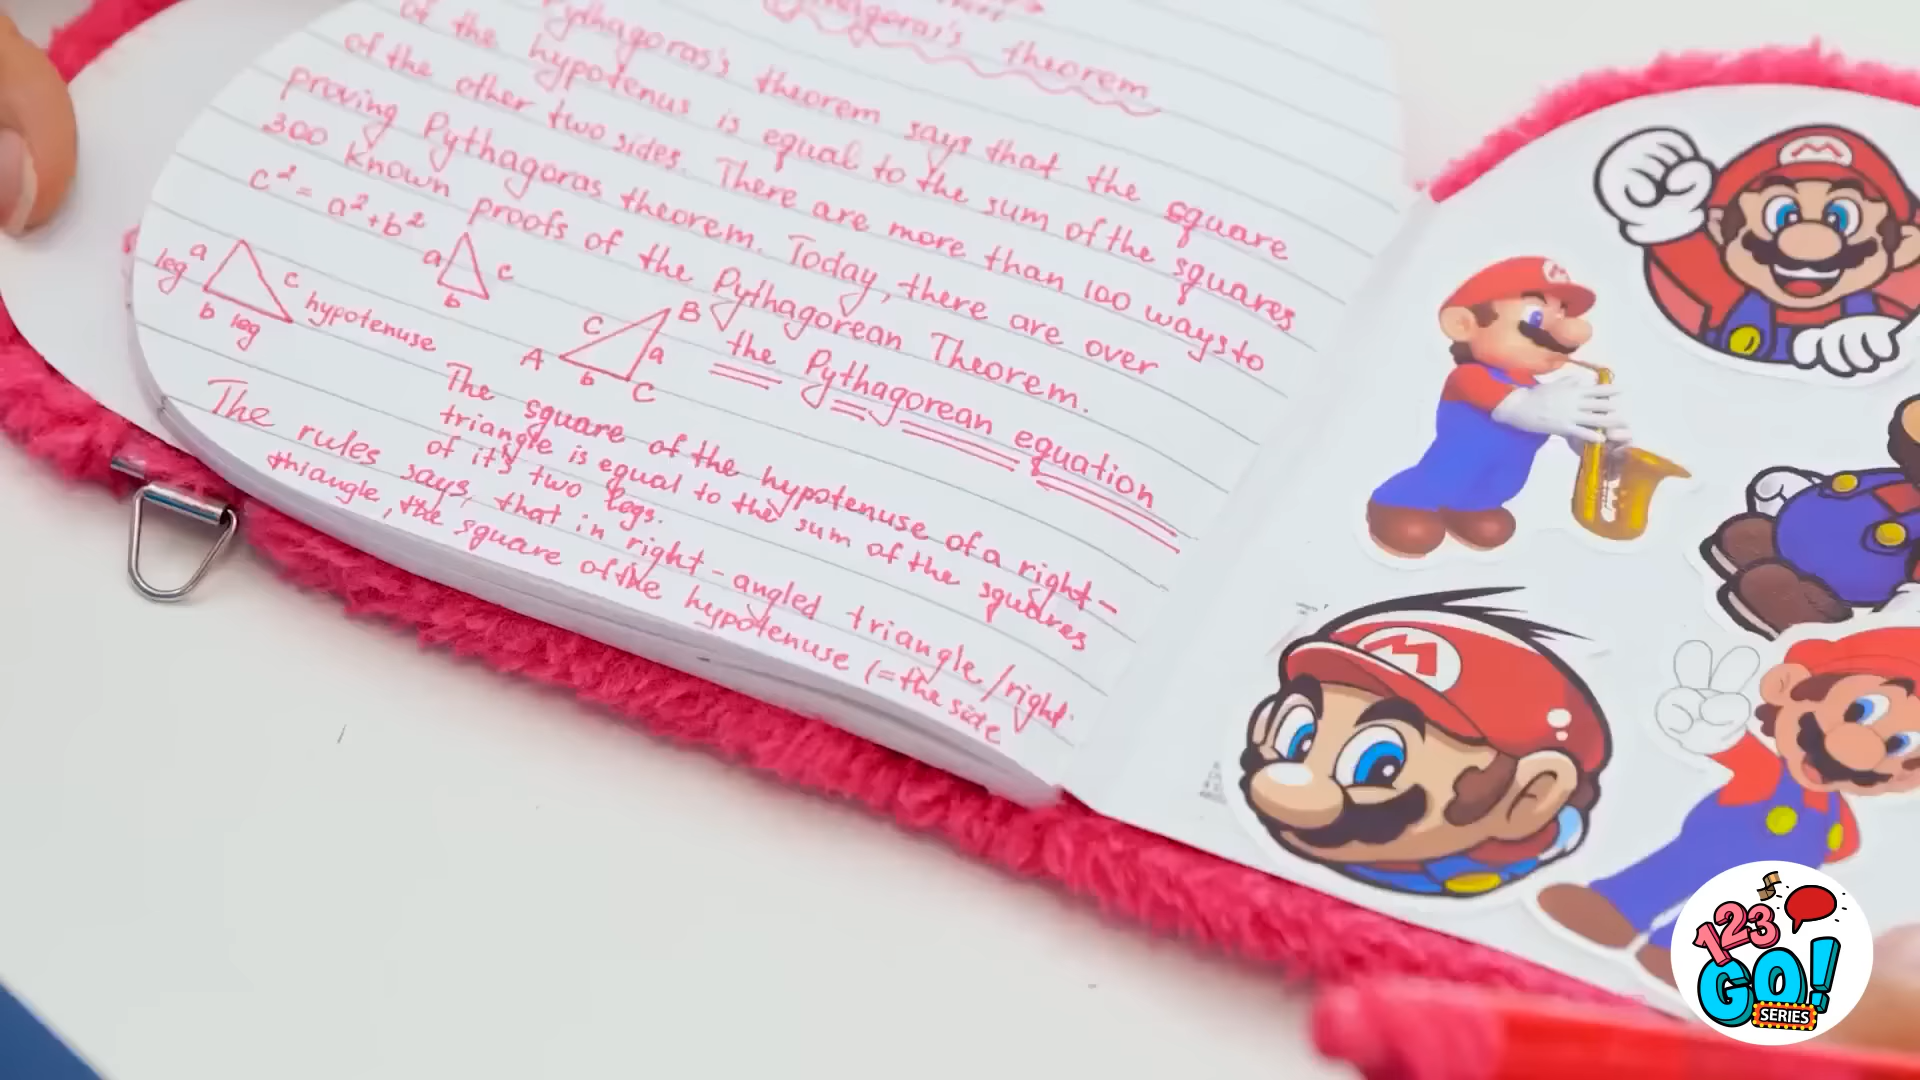 theorem
Pythagoras's theorem says that the square
of the hypotenus is equal to the sum of the squares
of the other two sides. There are more than 100 ways to
proving Pythagoras theorem. Today, there are over
300 known proofs of the Pythagorean Theorem.
c² = a² + b²
the Pythagorean equation
leg a
c hypotenuse
b leg
a c
b
A B C
c a b
The square of the hypotenuse of a right-
triangle is equal to the sum of the squares
of it's two legs.
The rules says, that in right-angled triangle/right.
thiangle, the square of the hypotenuse (=the side
M
M
M
123
GO!
SERIES